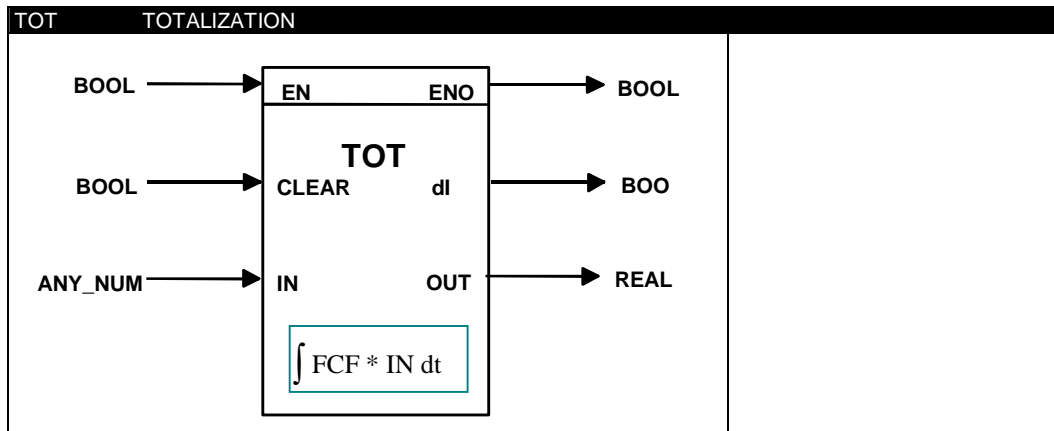 TOT TOTALIZATION
BOOL EN ENO BOOL
TOT
BOOL CLEAR dI BOO
ANY_NUM IN OUT REAL
∫ FCF * IN dt